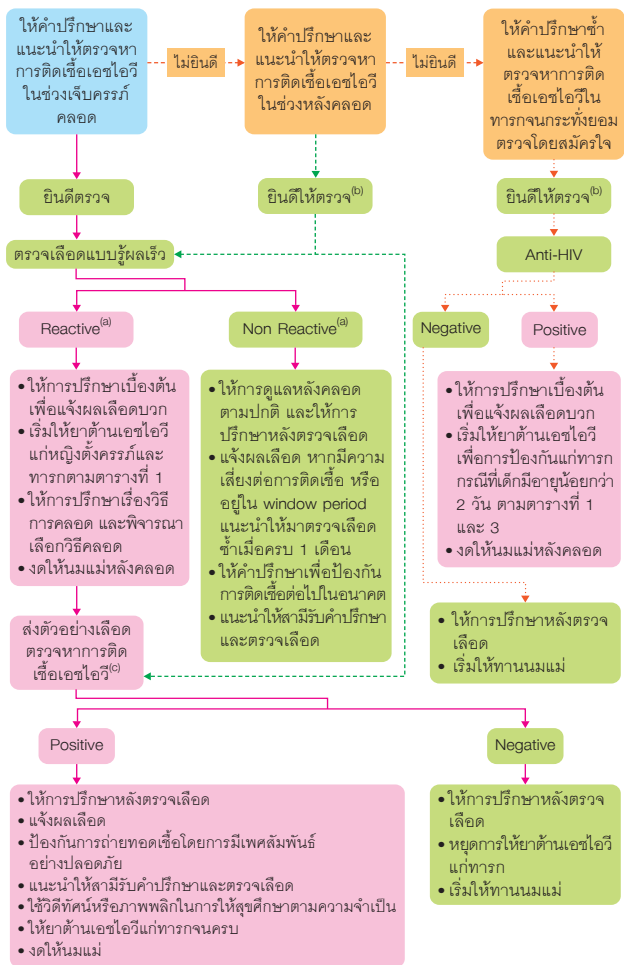 ให้คำปรึกษาและ
แนะนำให้ตรวจหา
การติดเชื้อเอชไอวี
ในช่วงเจ็บครรภ์
คลอด
ไม่ยินดี
ให้คำปรึกษาและ
แนะนำให้ตรวจหา
การติดเชื้อเอชไอวี
ในช่วงหลังคลอด
ไม่ยินดี
ให้คำปรึกษาซ้ำ
และแนะนำให้
ตรวจหาการติด
เชื้อเอชไอวีใน
ทารกจนกระทั่งยอม
ตรวจโดยสมัครใจ
ยินดีตรวจ
ยินดีให้ตรวจ(b)
ยินดีให้ตรวจ(b)
ตรวจเลือดแบบรู้ผลเร็ว
Anti-HIV
Reactive(a)
Non Reactive(a)
Negative
Positive
• ให้การปรึกษาเบื้องต้น
เพื่อแจ้งผลเลือดบวก
• เริ่มให้ยาต้านเอชไอวี
แก่หญิงตั้งครรภ์และ
ทารกตามตารางที่ 1
• ให้การปรึกษาเรื่องวิธี
การคลอด และพิจารณา
เลือกวิธีคลอด
• งดให้นมแม่หลังคลอด
• ให้การดูแลหลังคลอด
ตามปกติ และให้การ
ปรึกษาหลังตรวจเลือด
• แจ้งผลเลือด หากมีความ
เสี่ยงต่อการติดเชื้อ หรือ
อยู่ใน window period
แนะนำให้มาตรวจเลือด
ซ้ำเมื่อครบ 1 เดือน
• ให้คำปรึกษาเพื่อป้องกัน
การติดเชื้อต่อไปในอนาคต
• แนะนำให้สามีรับคำปรึกษา
และตรวจเลือด
• ให้การปรึกษาเบื้องต้น
เพื่อแจ้งผลเลือดบวก
• เริ่มให้ยาต้านเอชไอวี
เพื่อการป้องกันแก่ทารก
กรณีที่เด็กมีอายุน้อยกว่า
2 วัน ตามตารางที่ 1
และ 3
• งดให้นมแม่หลังคลอด
• ให้การปรึกษาหลังตรวจ
เลือด
• เริ่มให้ทานนมแม่
ส่งตัวอย่างเลือด
ตรวจหาการติด
เชื้อเอชไอวี(c)
Positive
Negative
• ให้การปรึกษาหลังตรวจเลือด
• แจ้งผลเลือด
• ป้องกันการถ่ายทอดเชื้อโดยการมีเพศสัมพันธ์
อย่างปลอดภัย
• แนะนำให้สามีรับคำปรึกษาและตรวจเลือด
• ใช้วิดีทัศน์หรือภาพพลิกในการให้สุขศึกษาตามความจำเป็น
• ให้ยาต้านเอชไอวีแก่ทารกจนครบ
• งดให้นมแม่
• ให้การปรึกษาหลังตรวจ
เลือด
• หยุดการให้ยาต้านเอชไอวี
แก่ทารก
• เริ่มให้ทานนมแม่